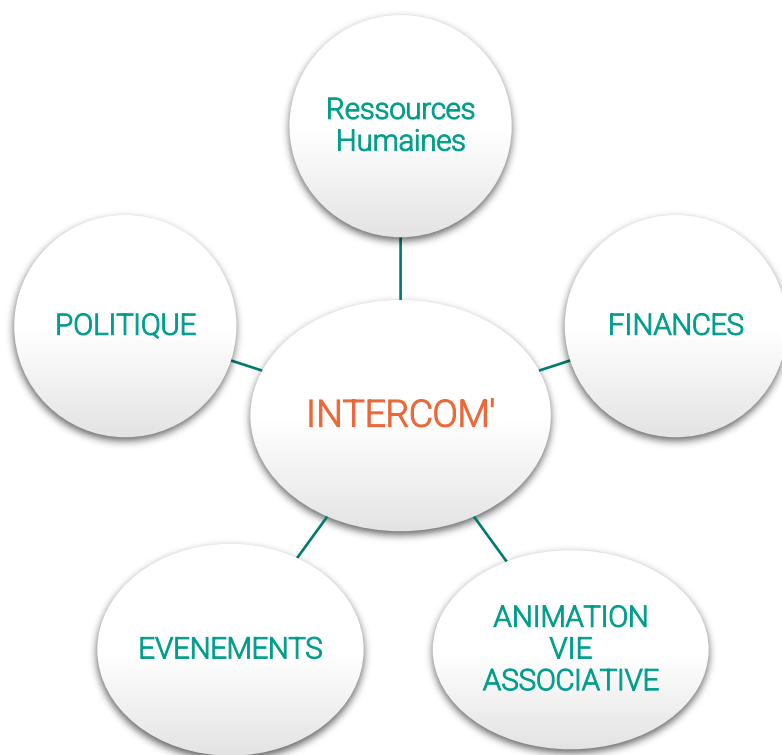 Ressources
Humaines
POLITIQUE
FINANCES
INTERCOM'
EVENEMENTS
ANIMATION
VIE
ASSOCIATIVE